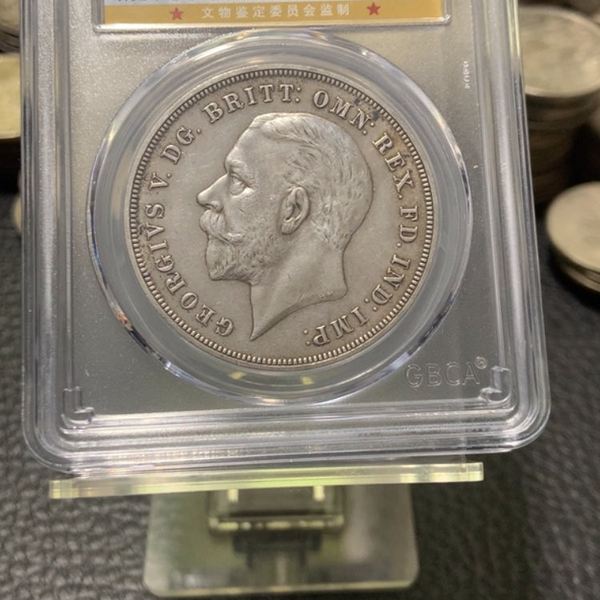 ★ 文物鉴定委员会监制 ★
GEORGIVS V. DG. BRITT: OMN: REX. FD. IND: IMP:
GBCA®